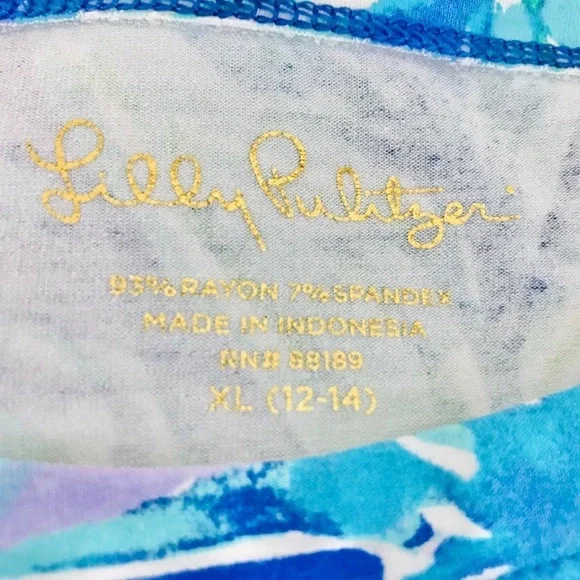 Lilly Pulitzer
93% RAYON 7% SPANDEX
MADE IN INDONESIA
RN# 88189
XL (12-14)